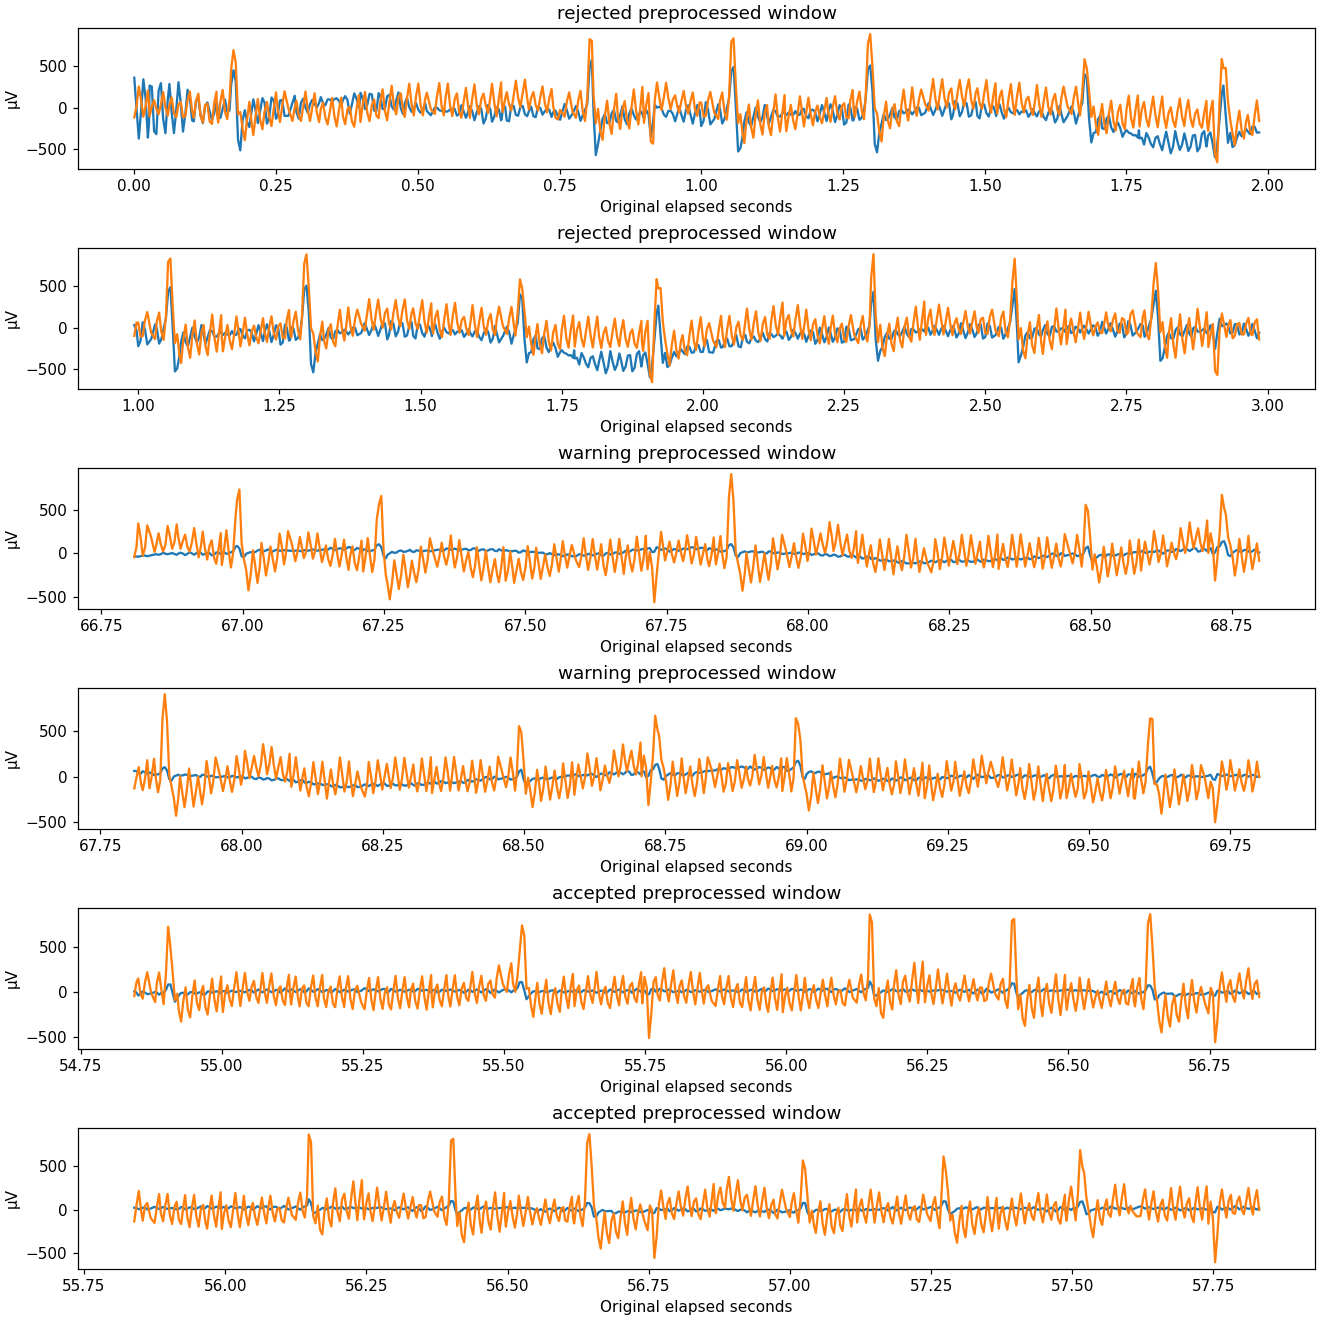 rejected preprocessed window
500
0
−500
µV
0.00 0.25 0.50 0.75 1.00 1.25 1.50 1.75 2.00
Original elapsed seconds
rejected preprocessed window
500
0
−500
µV
1.00 1.25 1.50 1.75 2.00 2.25 2.50 2.75 3.00
Original elapsed seconds
warning preprocessed window
500
0
−500
µV
66.75 67.00 67.25 67.50 67.75 68.00 68.25 68.50 68.75
Original elapsed seconds
warning preprocessed window
500
0
−500
µV
67.75 68.00 68.25 68.50 68.75 69.00 69.25 69.50 69.75
Original elapsed seconds
accepted preprocessed window
500
0
−500
µV
54.75 55.00 55.25 55.50 55.75 56.00 56.25 56.50 56.75
Original elapsed seconds
accepted preprocessed window
500
0
−500
µV
55.75 56.00 56.25 56.50 56.75 57.00 57.25 57.50 57.75
Original elapsed seconds